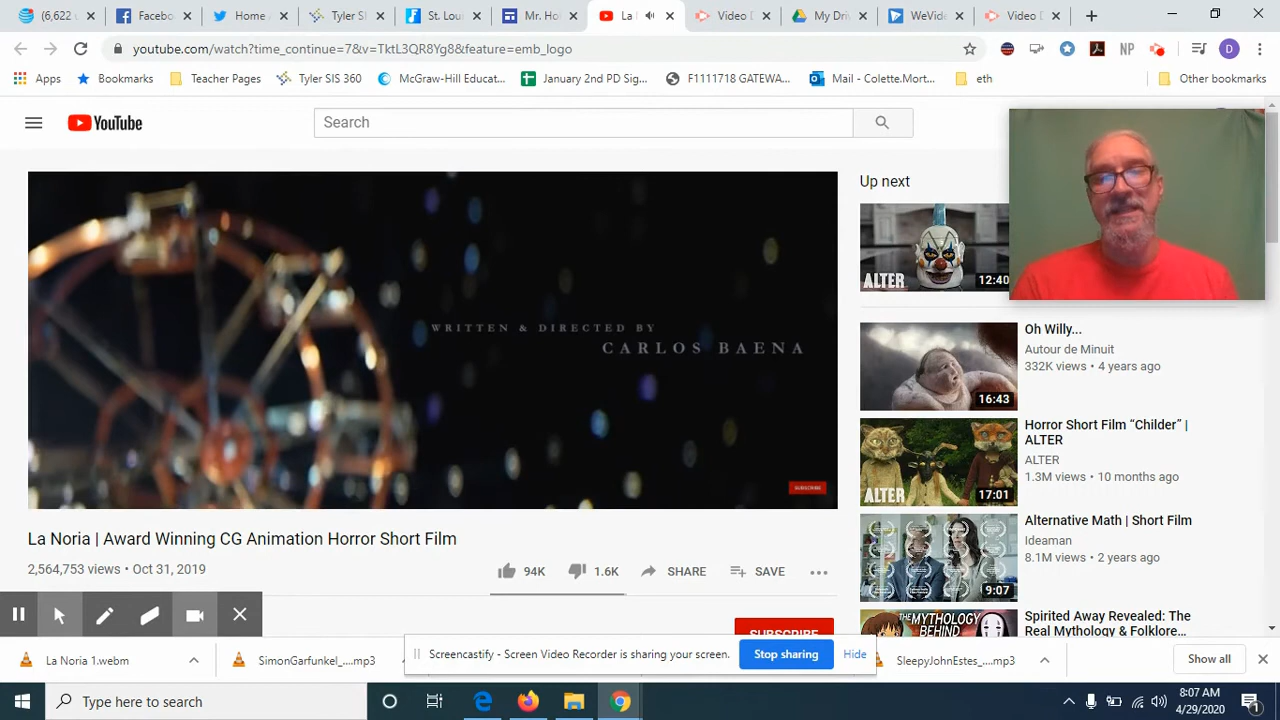 (6,622 u
Facebo
Home /
Tyler SI
St. Lou
Mr. Ho
La
Video D
My Driv
WeVide
Video U
youtube.com/watch?time_continue=7&v=TktL3QR8Yg8&feature=emb_logo
NP
D
Apps
Bookmarks
Teacher Pages
Tyler SIS 360
McGraw-Hill Educat...
January 2nd PD Sig...
F1111718 GATEWA...
Mail - Colette.Mort...
eth
Other bookmarks
YouTube
Search
Up next
WRITTEN & DIRECTED BY
CARLOS BAENA
SUBSCRIBE
ALTER
12:40
Oh Willy...
Autour de Minuit
332K views • 4 years ago
16:43
Horror Short Film “Childer” |
ALTER
ALTER
1.3M views • 10 months ago
ALTER
17:01
Alternative Math | Short Film
Ideaman
8.1M views • 2 years ago
9:07
Spirited Away Revealed: The
Real Mythology & Folklore...
THE MYTHOLOGY
BEHIND
La Noria | Award Winning CG Animation Horror Short Film
2,564,753 views • Oct 31, 2019
94K
1.6K
SHARE
SAVE
SUBSCRIBE
La Noria 1.webm
SimonGarfunkel_....mp3
Screencastify - Screen Video Recorder is sharing your screen.
Stop sharing
Hide
SleepyJohnEstes_....mp3
Show all
Type here to search
8:07 AM
4/29/2020
1